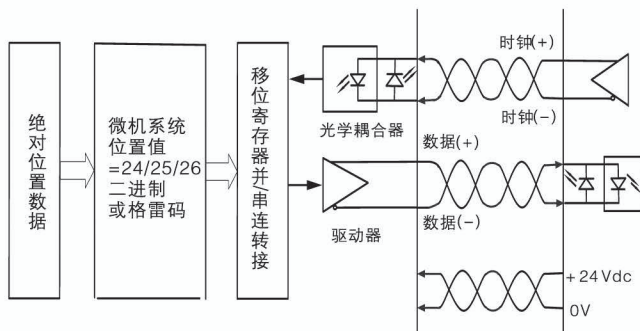 绝对位置数据
微机系统
位置值
=24/25/26
二进制
或格雷码
移位寄存器并/串连转接
光学耦合器
驱动器
时钟(+)
时钟(-)
数据(+)
数据(-)
+24Vdc
0V